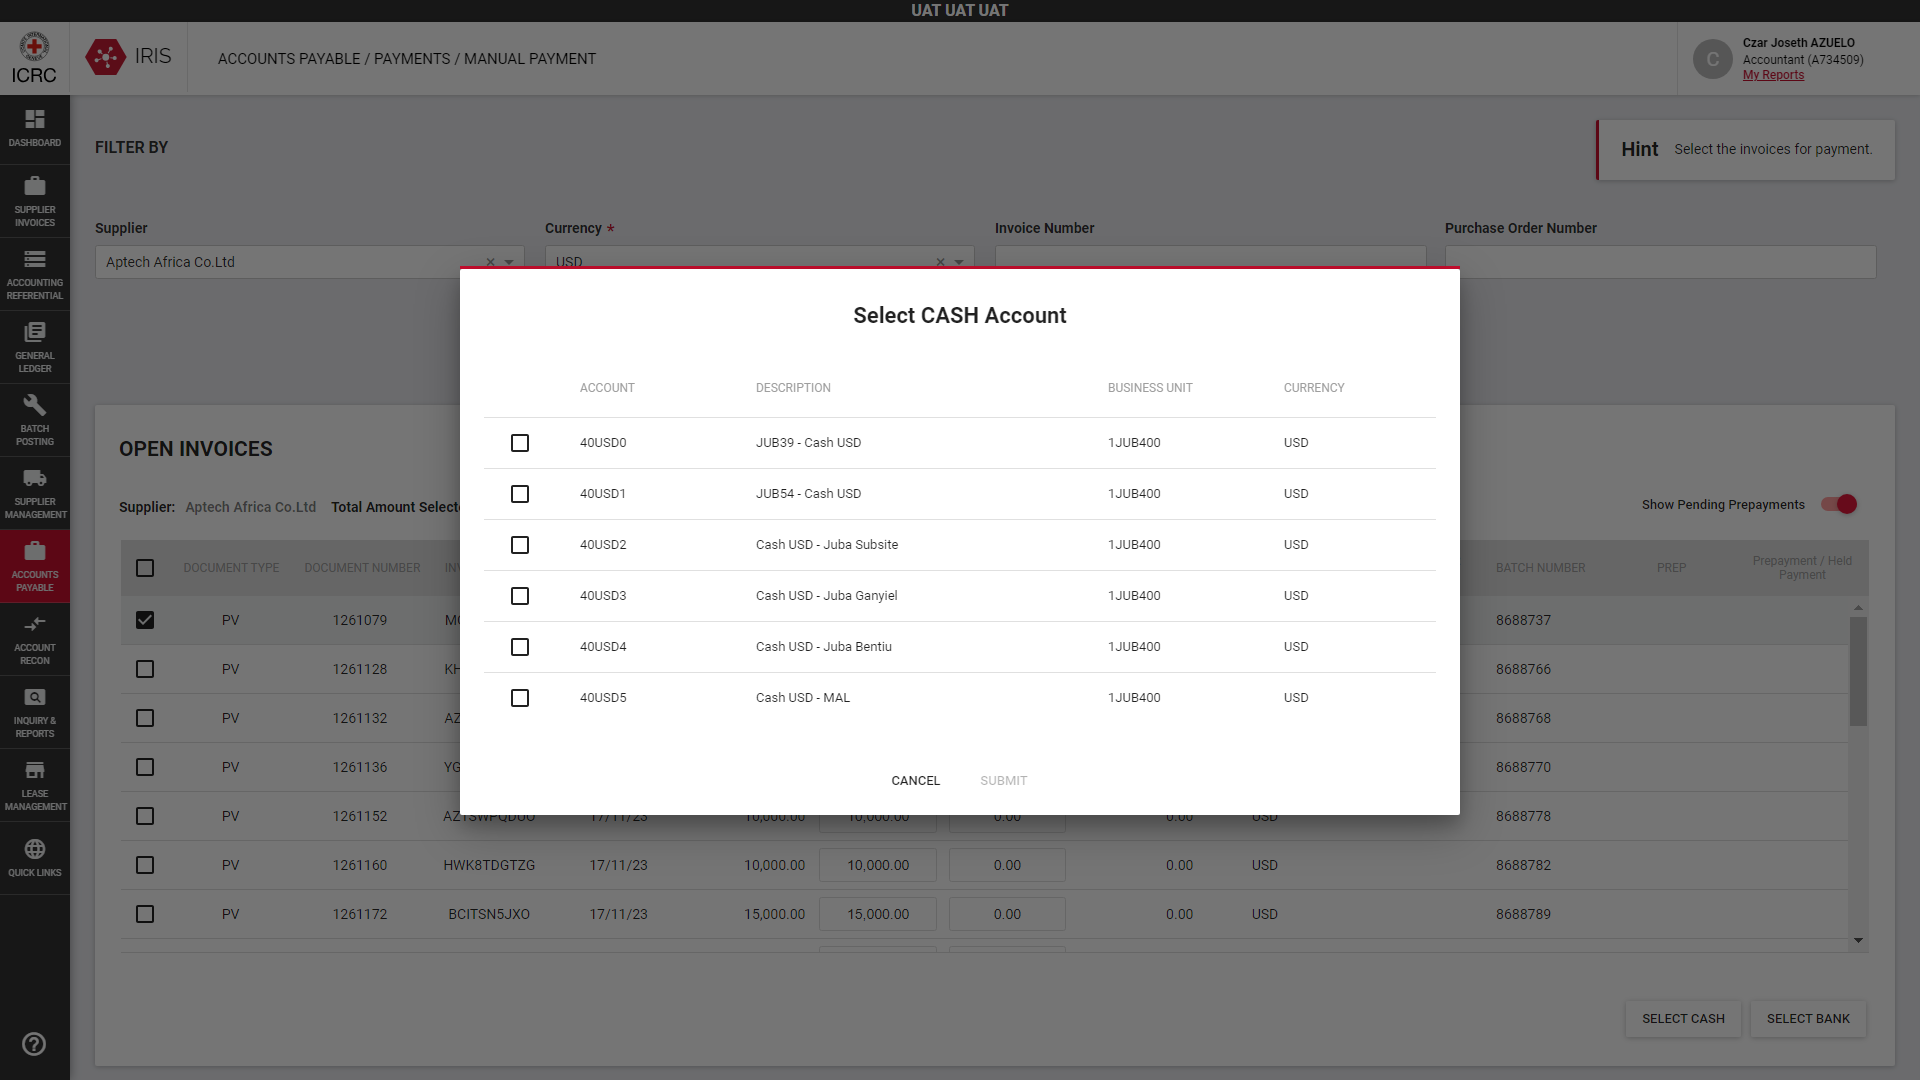 UAT UAT UAT
ICRC
IRIS
ACCOUNTS PAYABLE / PAYMENTS / MANUAL PAYMENT
C
Czar Joseth AZUELO
Accountant (A734509)
My Reports
DASHBOARD
SUPPLIER
INVOICES
ACCOUNTING
REFERENTIAL
GENERAL
LEDGER
BATCH
POSTING
SUPPLIER
MANAGEMENT
ACCOUNTS
PAYABLE
ACCOUNT
RECON
INQUIRY &
REPORTS
LEASE
MANAGEMENT
QUICK LINKS
FILTER BY
Hint Select the invoices for payment.
Supplier Currency * Invoice Number Purchase Order Number
Aptech Africa Co.Ltd USD
Select CASH Account
ACCOUNT DESCRIPTION BUSINESS UNIT CURRENCY
40USD0 JUB39 - Cash USD 1JUB400 USD
40USD1 JUB54 - Cash USD 1JUB400 USD
40USD2 Cash USD - Juba Subsite 1JUB400 USD
40USD3 Cash USD - Juba Ganyiel 1JUB400 USD
40USD4 Cash USD - Juba Bentiu 1JUB400 USD
40USD5 Cash USD - MAL 1JUB400 USD
CANCEL SUBMIT
OPEN INVOICES
Supplier: Aptech Africa Co.Ltd Total Amount Selecte
Show Pending Prepayments
DOCUMENT TYPE DOCUMENT NUMBER INV BATCH NUMBER PREP Prepayment / Held
Payment
PV 1261079 8688737
PV 1261128 KH 8688766
PV 1261132 AZ 8688768
PV 1261136 YG 8688770
PV 1261152 AZTSWPQDUO 17/11/23 10,000.00 10,000.00 0.00 0.00 USD 8688778
PV 1261160 HWK8TDGTZG 17/11/23 10,000.00 10,000.00 0.00 0.00 USD 8688782
PV 1261172 BCITSN5JXO 17/11/23 15,000.00 15,000.00 0.00 0.00 USD 8688789
SELECT CASH SELECT BANK